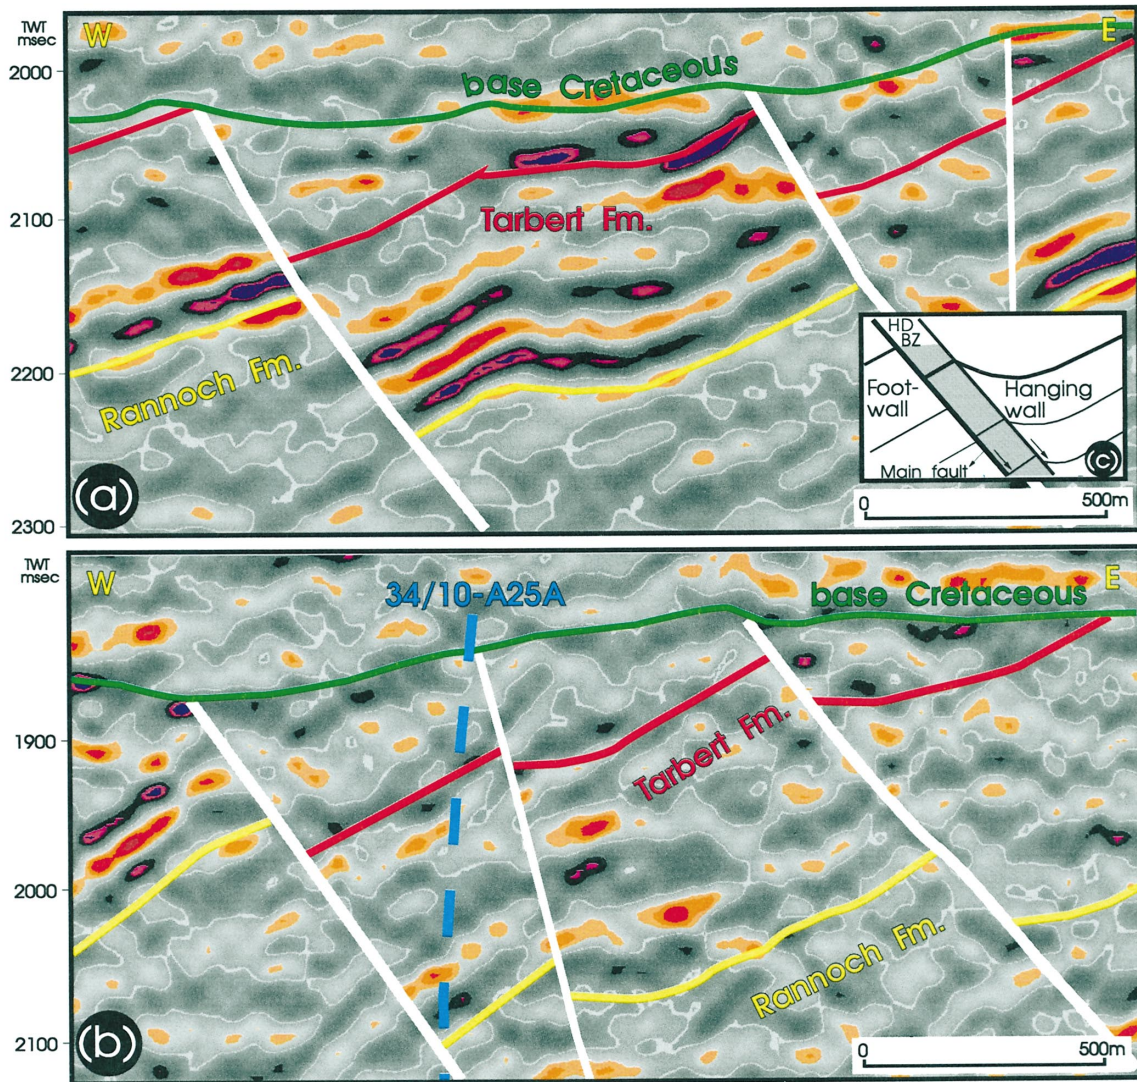 TWT
msec
W
E
2000
base Cretaceous
2100
Tarbert Fm.
2200
Rannoch Fm.
2300
(a)
HD
BZ
Foot-
wall
Hanging
wall
Main fault
(c)
0
500m
TWT
msec
W
E
34/10-A25A
base Cretaceous
1900
Tarbert Fm.
2000
Rannoch Fm.
2100
(b)
0
500m